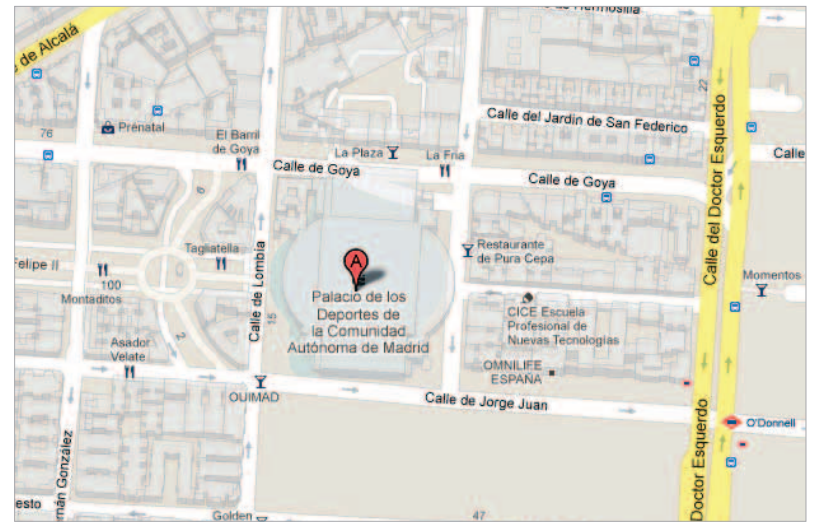 de Hermosilla
e de Alcalá
22
Prénatal
76
El Barril
de Goya
La Plaza
La Fría
Calle del Jardín de San Federico
Calle
Calle de Goya
Calle de Goya
Calle del Doctor Esquerdo
Tagliatella
Restaurante
de Pura Cepa
A
Felipe II
100
Montaditos
Calle de Lombía
15
Momentos
Palacio de los
Deportes de
la Comunidad
Autónoma de Madrid
CICE Escuela
Profesional de
Nuevas Tecnologías
Asador
Velate
2
OMNILIFE
ESPAÑA
OUIMAD
Calle de Jorge Juan
O'Donnell
Doctor Esquerdo
mán González
esto
Golden
47